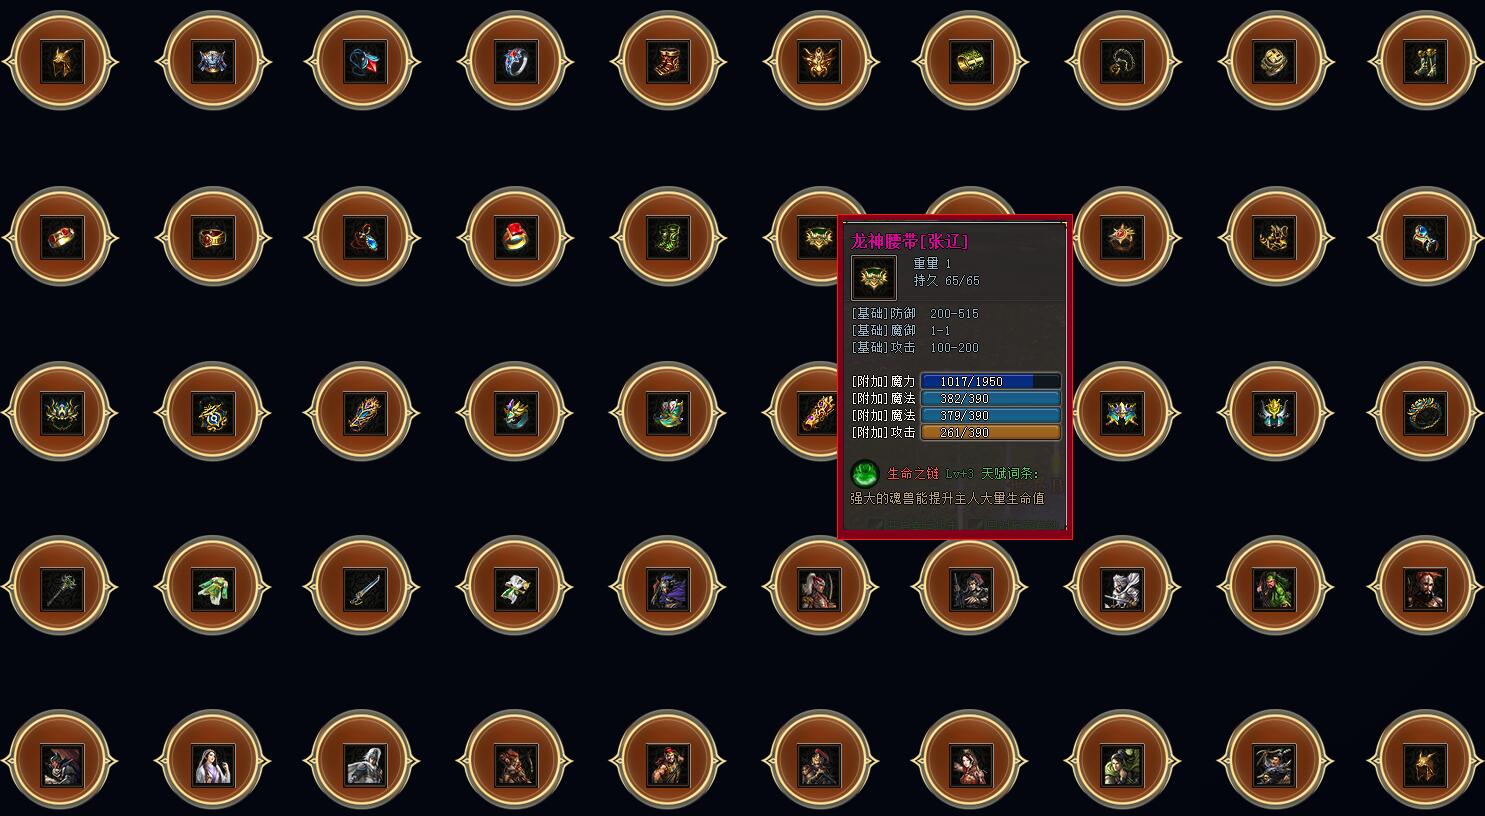 龙神腰带[张辽]
重量 1
持久 65/65
[基础]防御 200-515
[基础]魔御 1-1
[基础]攻击 100-200
[附加]魔力 1017/1950
[附加]魔法 382/390
[附加]魔法 379/390
[附加]攻击 261/390
生命之链 Lv+3 天赋词条:
强大的魂兽能提升主人大量生命值